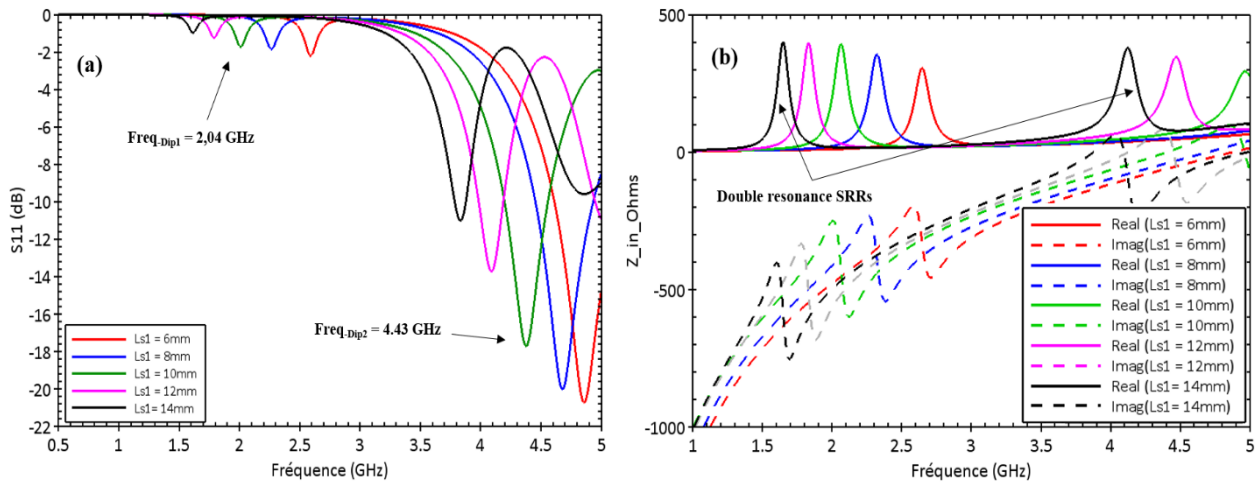 (a)
0
-2
-4
-6
-8
-10
-12
-14
-16
-18
-20
-22
S11 (dB)
Freq.-Dip1 = 2,04 GHz
Freq.-Dip2 = 4.43 GHz
Ls1 = 6mm
Ls1 = 8mm
Ls1 = 10mm
Ls1 = 12mm
Ls1= 14mm
0.5 1 1.5 2 2.5 3 3.5 4 4.5 5
Fréquence (GHz)
(b)
500
0
-500
-1000
Z_in_Ohms
Double resonance SRRs
Real (Ls1 = 6mm)
Imag(Ls1 = 6mm)
Real (Ls1 = 8mm)
Imag(Ls1 = 8mm)
Real (Ls1 = 10mm)
Imag(Ls1 = 10mm)
Real (Ls1 = 12mm)
Imag(Ls1 = 12mm)
Real (Ls1 = 14mm)
Imag(Ls1 = 14mm)
1 1.5 2 2.5 3 3.5 4 4.5 5
Fréquence (GHz)